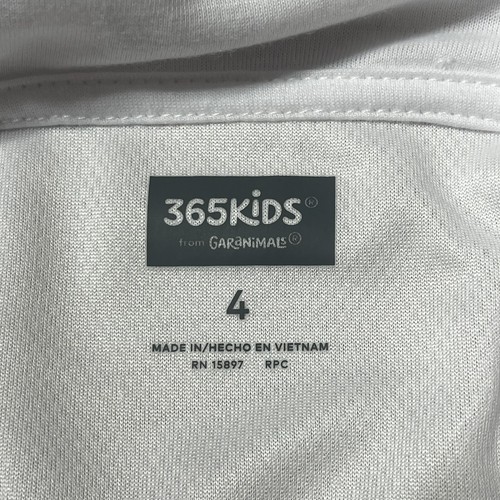 365KiDS®
from GARANiMALS®
4
MADE IN/HECHO EN VIETNAM
RN 15897 RPC